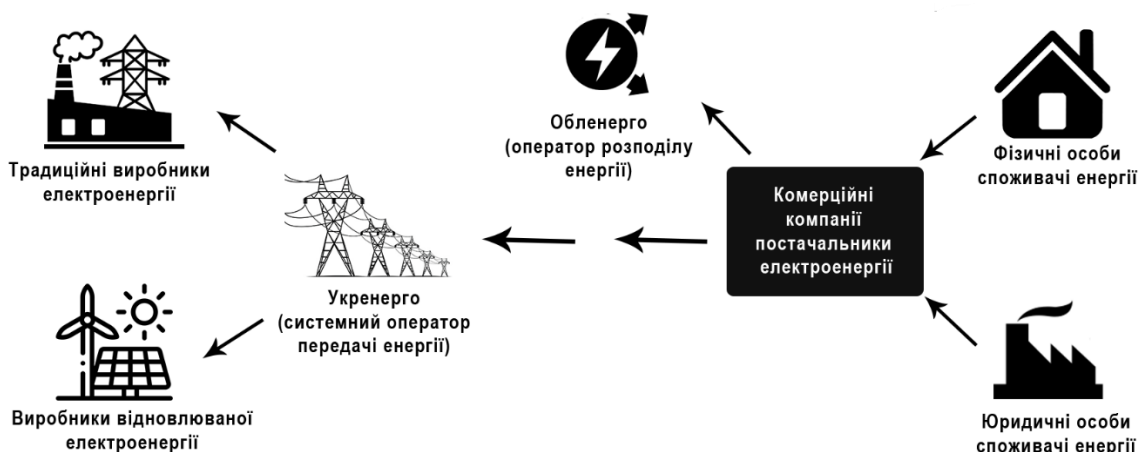 Традиційні виробники
електроенергії
Виробники відновлюваної
електроенергії
Укренерго
(системний оператор
передачі енергії)
Обленерго
(оператор розподілу
енергії)
Комерційні
компанії
постачальники
електроенергії
Фізичні особи
споживачі енергії
Юридичні особи
споживачі енергії